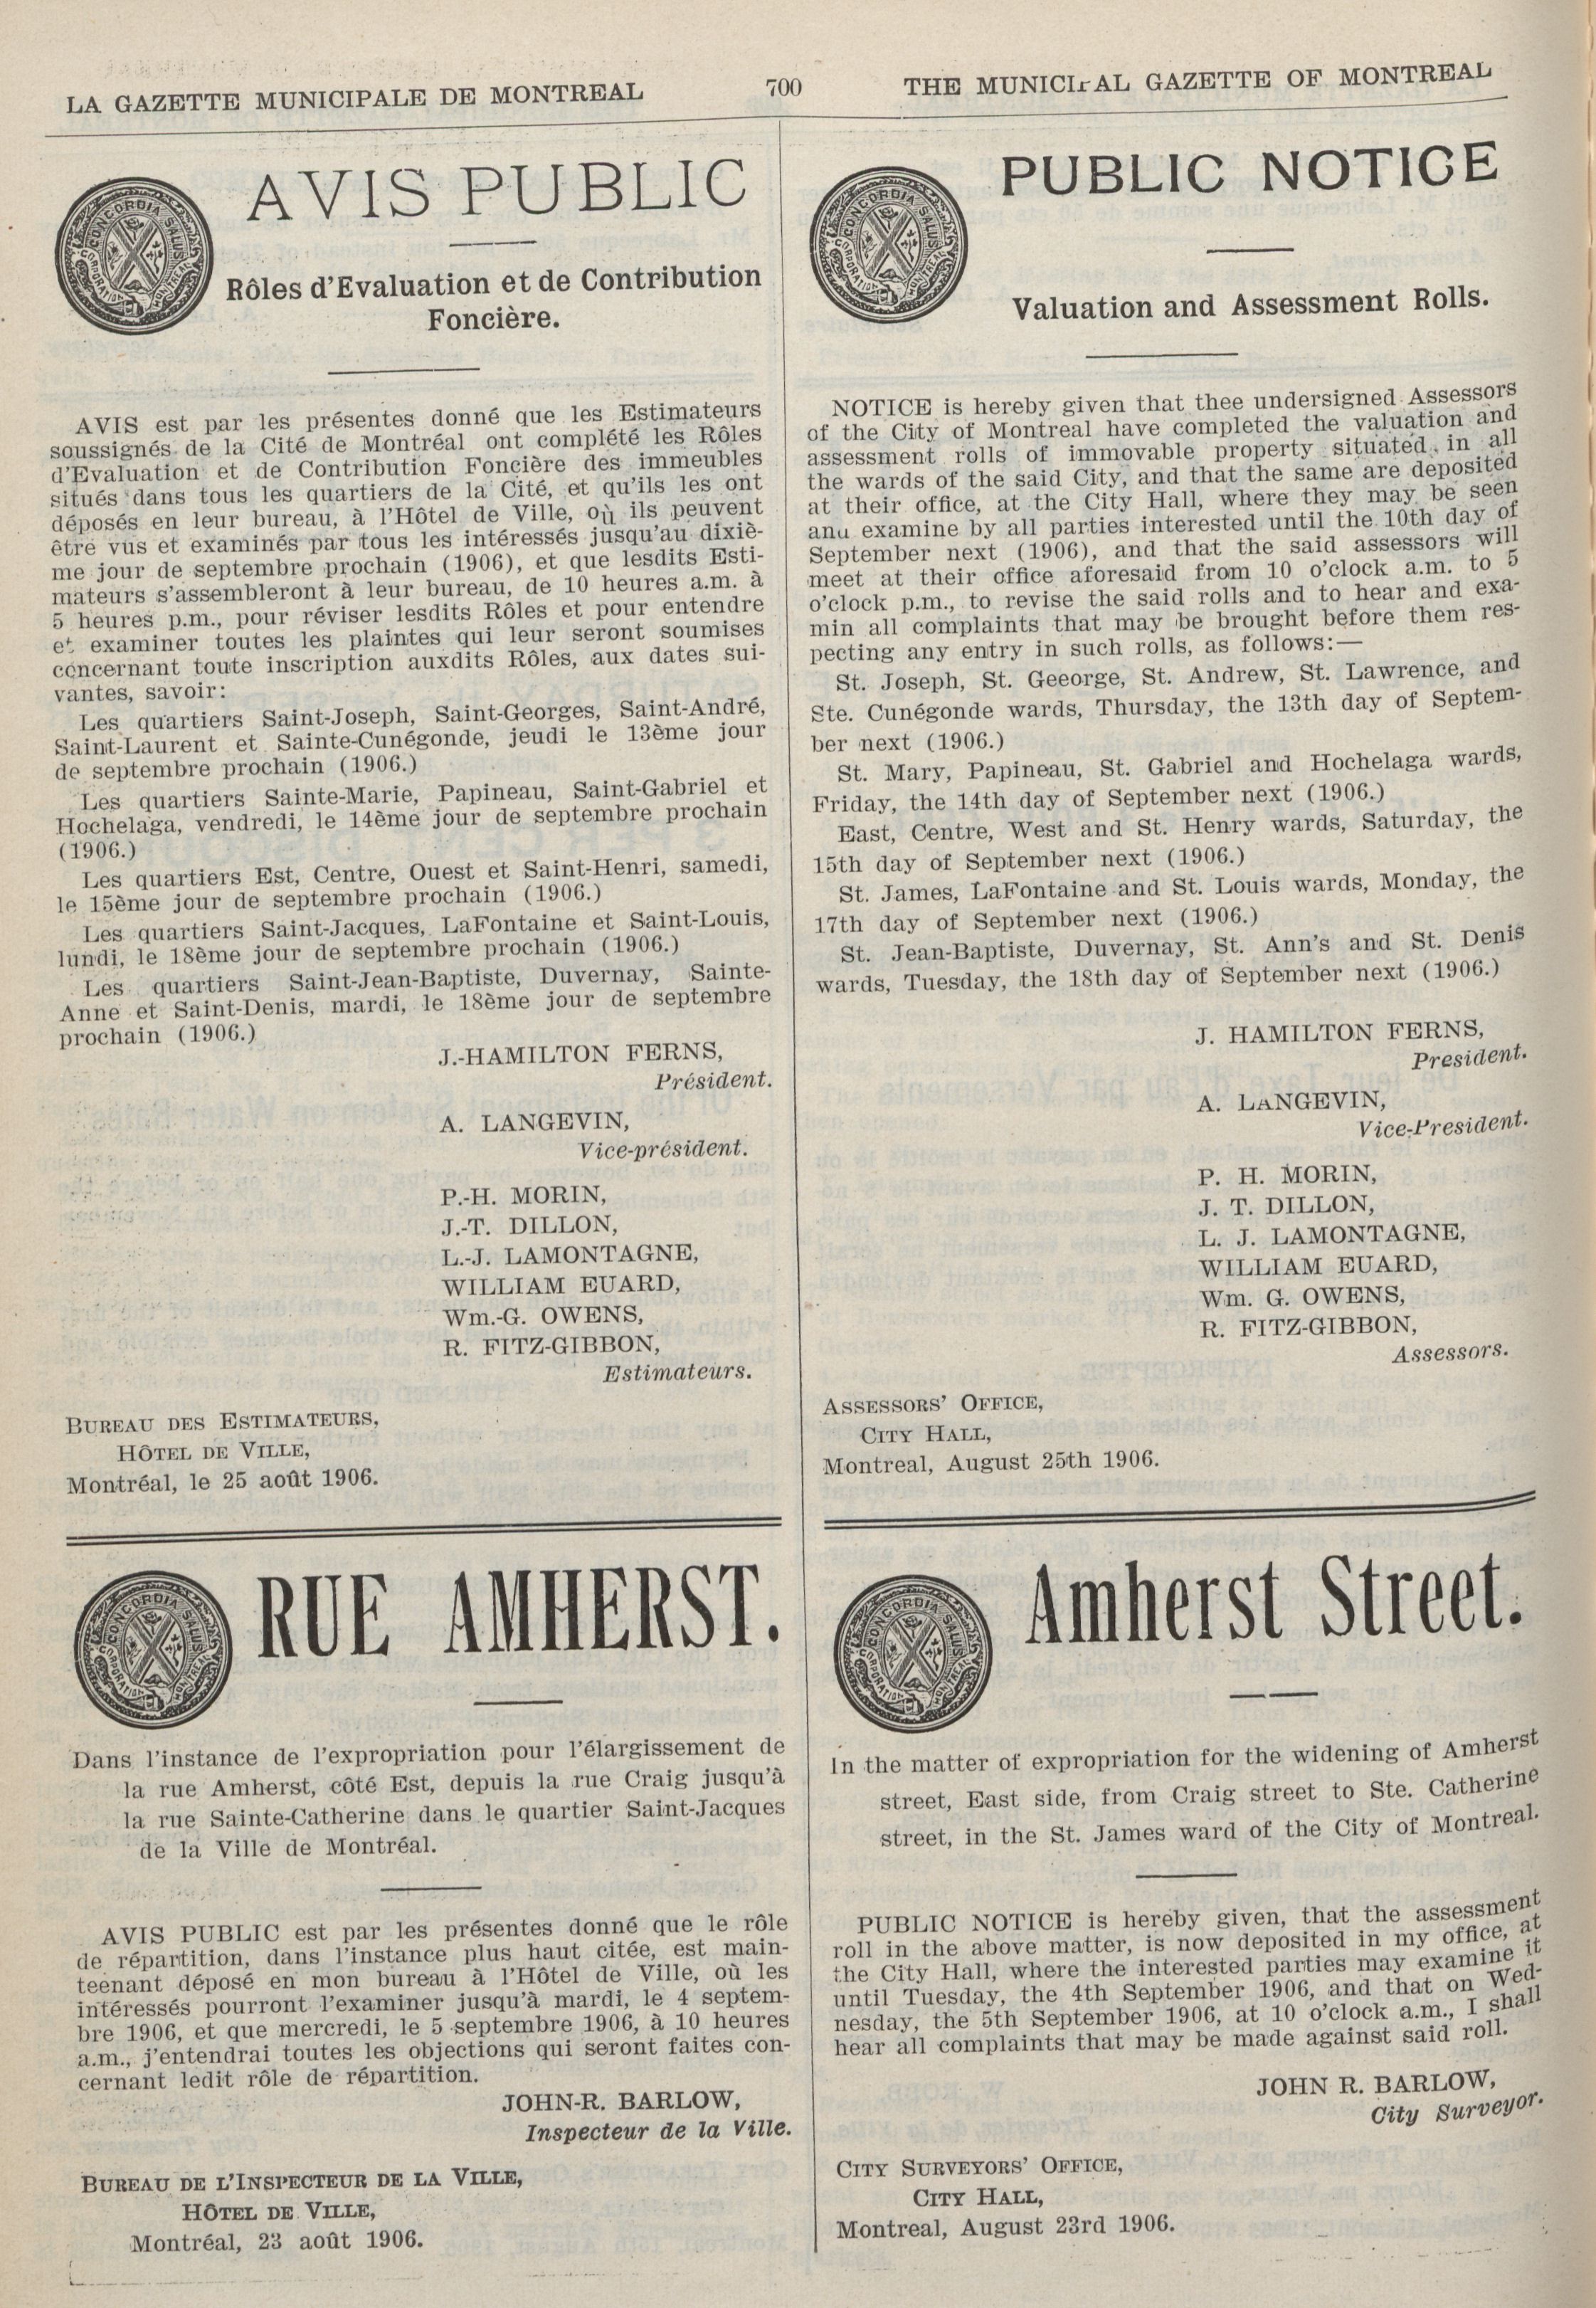 LA GAZETTE MUNICIPALE DE MONTREAL
700
THE MUNICIPAL GAZETTE OF MONTREAL
AVIS PUBLIC
Rôles d'Evaluation et de Contribution
Foncière.
AVIS est par les présentes donné que les Estimateurs
soussignés de la Cité de Montréal ont complété les Rôles
d'Evaluation et de Contribution Foncière des immeubles
situés dans tous les quartiers de la Cité, et qu'ils les ont
déposés en leur bureau, à l'Hôtel de Ville, où ils peuvent
être vus et examinés par tous les intéressés jusqu'au dixiè-
me jour de septembre prochain (1906), et que lesdits Esti-
mateurs s'assembleront à leur bureau, de 10 heures a.m. à
5 heures p.m., pour réviser lesdits Rôles et pour entendre
et examiner toutes les plaintes qui leur seront soumises
concernant toute inscription auxdits Rôles, aux dates sui-
vantes, savoir:
Les quartiers Saint-Joseph, Saint-Georges, Saint-André,
Saint-Laurent et Sainte-Cunégonde, jeudi le 13ème jour
de septembre prochain (1906.)
Les quartiers Sainte-Marie, Papineau, Saint-Gabriel et
Hochelaga, vendredi, le 14ème jour de septembre prochain
(1906.)
Les quartiers Est, Centre, Ouest et Saint-Henri, samedi,
le 15ème jour de septembre prochain (1906.)
Les quartiers Saint-Jacques, LaFontaine et Saint-Louis,
lundi, le 18ème jour de septembre prochain (1906.)
Les quartiers Saint-Jean-Baptiste, Duvernay, Sainte-
Anne et Saint-Denis, mardi, le 18ème jour de septembre
prochain (1906.)
J.-HAMILTON FERNS,
Président.
A. LANGEVIN,
Vice-président.
P.-H. MORIN,
J.-T. DILLON,
L.-J. LAMONTAGNE,
WILLIAM EUARD,
Wm.-G. OWENS,
R. FITZ-GIBBON,
Estimateurs.
BUREAU DES ESTIMATEURS,
HÔTEL DE VILLE,
Montréal, le 25 août 1906.
PUBLIC NOTICE
Valuation and Assessment Rolls.
NOTICE is hereby given that thee undersigned Assessors
of the City of Montreal have completed the valuation and
assessment rolls of immovable property situated in all
the wards of the said City, and that the same are deposited
at their office, at the City Hall, where they may be seen
and examine by all parties interested until the 10th day of
September next (1906), and that the said assessors will
meet at their office aforesaid from 10 o'clock a.m. to 5
o'clock p.m., to revise the said rolls and to hear and exa-
min all complaints that may be brought before them res-
pecting any entry in such rolls, as follows:—
St. Joseph, St. Geeorge, St. Andrew, St. Lawrence, and
Ste. Cunégonde wards, Thursday, the 13th day of Septem-
ber next (1906.)
St. Mary, Papineau, St. Gabriel and Hochelaga wards,
Friday, the 14th day of September next (1906.)
East, Centre, West and St. Henry wards, Saturday, the
15th day of September next (1906.)
St. James, LaFontaine and St. Louis wards, Monday, the
17th day of September next (1906.)
St. Jean-Baptiste, Duvernay, St. Ann's and St. Denis
wards, Tuesday, the 18th day of September next (1906.)
J. HAMILTON FERNS,
President.
A. LANGEVIN,
Vice-President.
P. H. MORIN,
J. T. DILLON,
L. J. LAMONTAGNE,
WILLIAM EUARD,
Wm. G. OWENS,
R. FITZ-GIBBON,
Assessors.
ASSESSORS' OFFICE,
CITY HALL,
Montreal, August 25th 1906.
RUE AMHERST.
Dans l'instance de l'expropriation pour l'élargissement de
la rue Amherst, côté Est, depuis la rue Craig jusqu'à
la rue Sainte-Catherine dans le quartier Saint-Jacques
de la Ville de Montréal.
AVIS PUBLIC est par les présentes donné que le rôle
de répartition, dans l'instance plus haut citée, est main-
teenant déposé en mon bureau à l'Hôtel de Ville, où les
intéressés pourront l'examiner jusqu'à mardi, le 4 septem-
bre 1906, et que mercredi, le 5 septembre 1906, à 10 heures
a.m., j'entendrai toutes les objections qui seront faites con-
cernant ledit rôle de répartition.
JOHN-R. BARLOW,
Inspecteur de la Ville.
BUREAU DE L'INSPECTEUR DE LA VILLE,
HÔTEL DE VILLE,
Montréal, 23 août 1906.
Amherst Street.
In the matter of expropriation for the widening of Amherst
street, East side, from Craig street to Ste. Catherine
street, in the St. James ward of the City of Montreal.
PUBLIC NOTICE is hereby given, that the assessment
roll in the above matter, is now deposited in my office, at
the City Hall, where the interested parties may examine it
until Tuesday, the 4th September 1906, and that on Wed-
nesday, the 5th September 1906, at 10 o'clock a.m., I shall
hear all complaints that may be made against said roll.
JOHN R. BARLOW,
City Surveyor.
CITY SURVEYORS' OFFICE,
CITY HALL,
Montreal, August 23rd 1906.